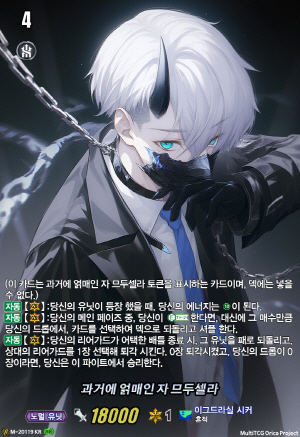 4
(이 카드는 과거에 얽매인 자 므두셀라 토큰을 표시하는 카드이며, 덱에는 넣을
수 없다.)
자동【】:당신의 유닛이 등장 했을 때, 당신의 에너지는 이 된다.
자동【】:당신의 메인 페이즈 중, 당신이 한다면, 대신에 그 매수만큼
당신의 드롭에서, 카드를 선택하여 덱으로 되돌리고 셔플 한다.
자동【】:당신의 리어가드가 어택한 배틀 종료 시, 그 유닛을 패로 되돌리고,
상대의 리어가드를 1장 선택해 퇴각 시킨다. 0장 퇴각시켰고, 당신의 드롭이 0
장이라면, 당신은 이 파이트에서 승리한다.
과거에 얽매인 자 므두셀라
노멀 유닛
18000
1
이그드라실 시커
흔적
M-20119 KR
MultiTCG Orica Project